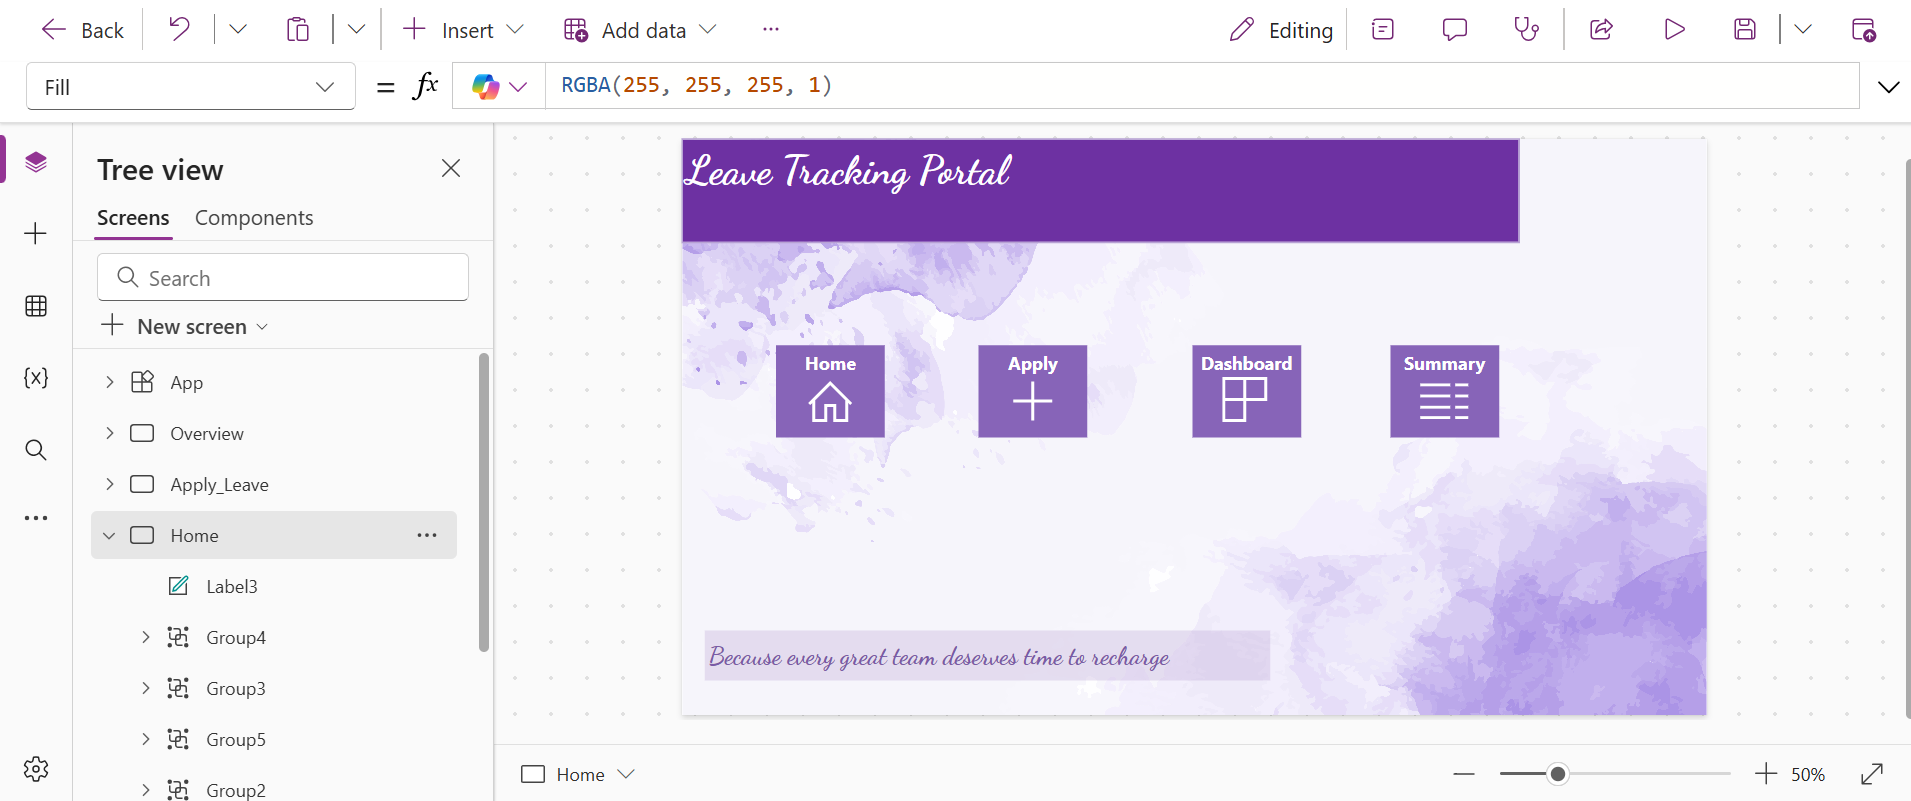 Back
Insert
Add data
Editing
Fill
= fx
RGBA(255, 255, 255, 1)
Tree view
Screens
Components
Search
New screen
App
Overview
Apply_Leave
Home
Label3
Group4
Group3
Group5
Group2
Leave Tracking Portal
Home
Apply
Dashboard
Summary
Because every great team deserves time to recharge
Home
50%